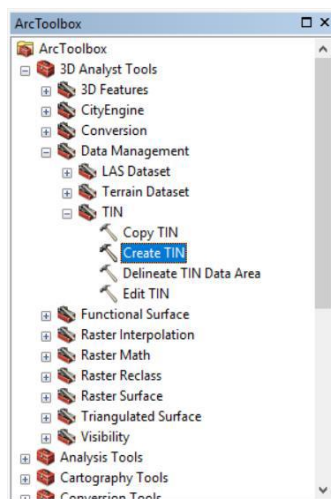 ArcToolbox
ArcToolbox
3D Analyst Tools
3D Features
CityEngine
Conversion
Data Management
LAS Dataset
Terrain Dataset
TIN
Copy TIN
Create TIN
Delineate TIN Data Area
Edit TIN
Functional Surface
Raster Interpolation
Raster Math
Raster Reclass
Raster Surface
Triangulated Surface
Visibility
Analysis Tools
Cartography Tools
Conversion Tools